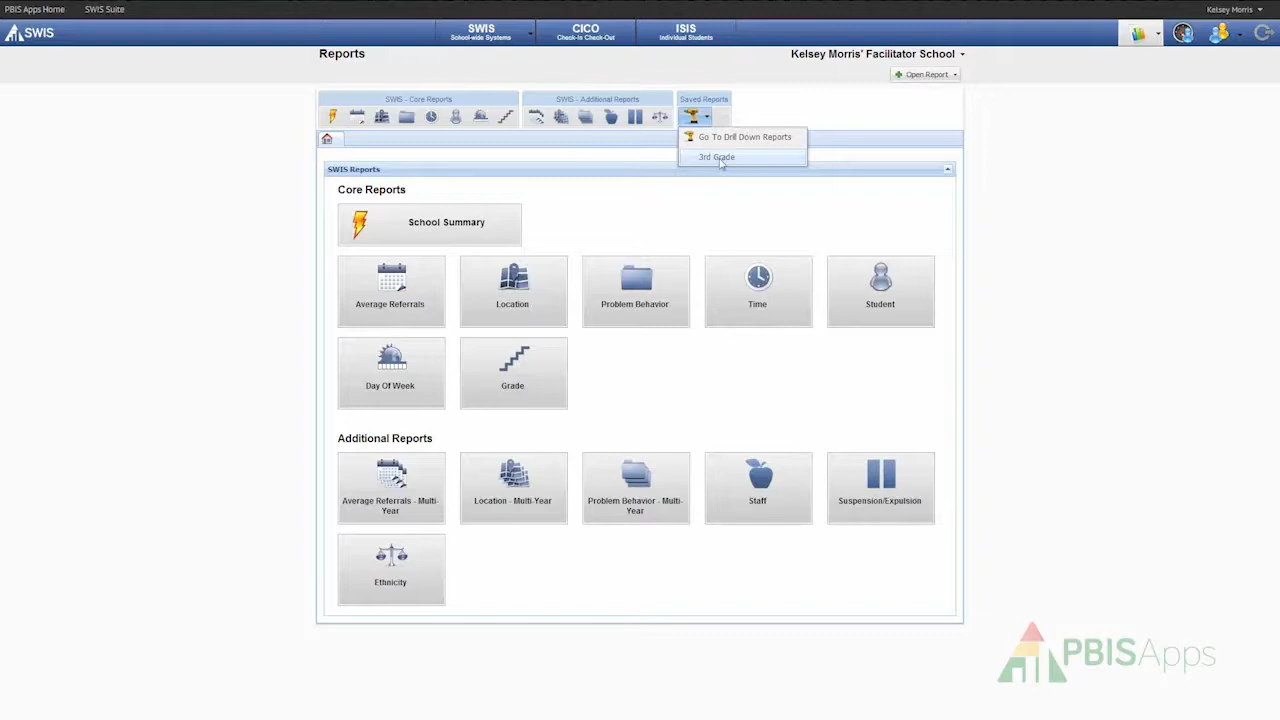 PBIS Apps Home SWIS Suite Kelsey Morris
SWIS SWIS CICO ISIS
School-wide Systems Check-In Check-Out Individual Students
Reports Kelsey Morris' Facilitator School
Open Report
SWIS - Core Reports SWIS - Additional Reports Saved Reports
Go To Drill Down Reports
3rd Grade
SWIS Reports
Core Reports
School Summary
Average Referrals Location Problem Behavior Time Student
Day Of Week Grade
Additional Reports
Average Referrals - Multi-Year Location - Multi-Year Problem Behavior - Multi-Year Staff Suspension/Expulsion
Ethnicity
PBISApps